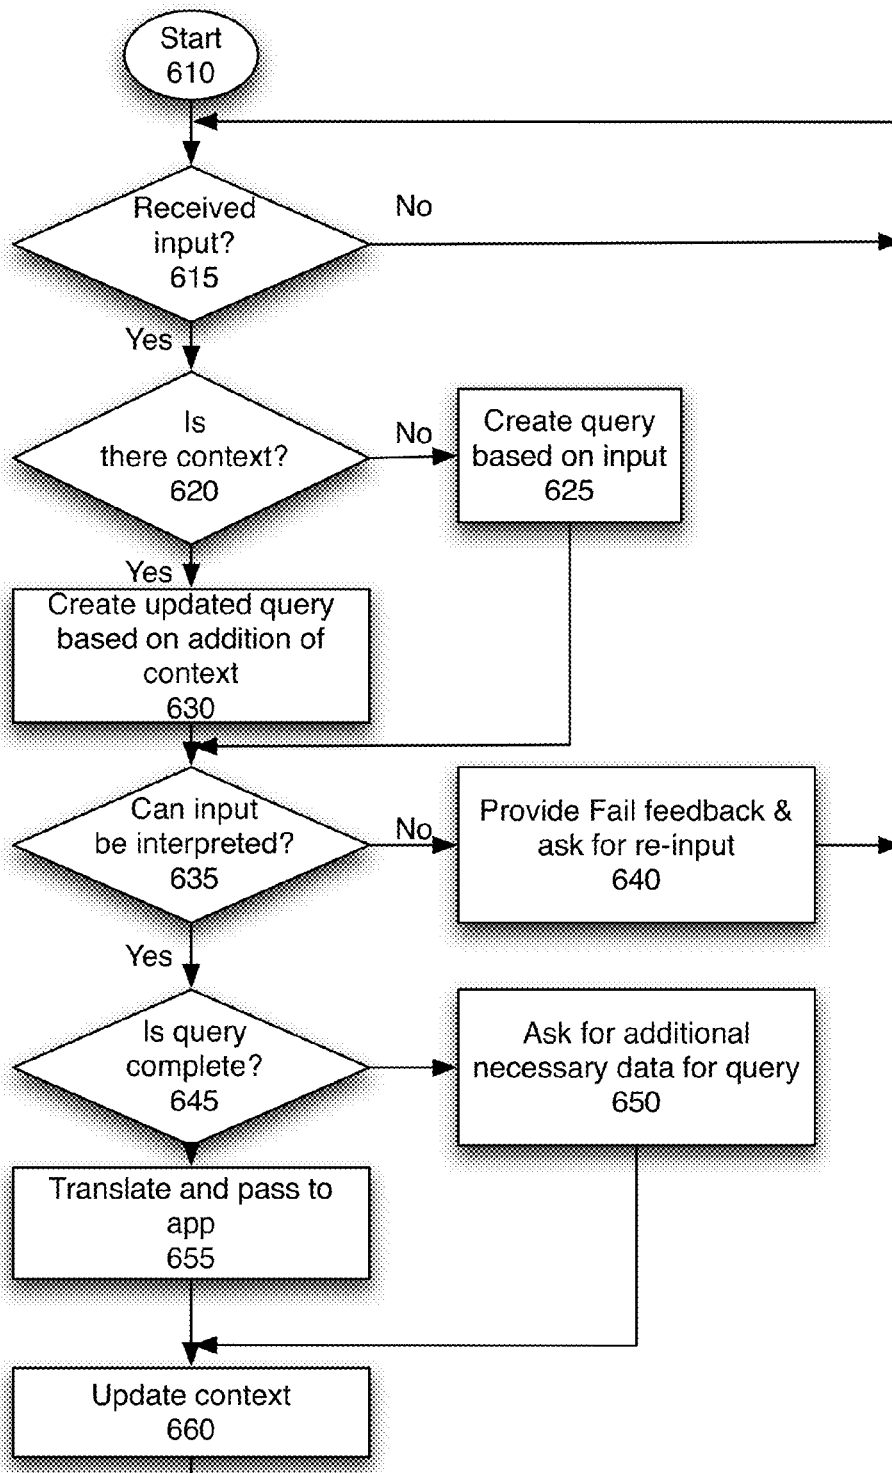 Start
610
Received
input?
615
No
Yes
Is
there context?
620
No
Create query
based on input
625
Yes
Create updated query
based on addition of
context
630
Can input
be interpreted?
635
No
Provide Fail feedback &
ask for re-input
640
Yes
Is query
complete?
645
Ask for additional
necessary data for query
650
Translate and pass to
app
655
Update context
660